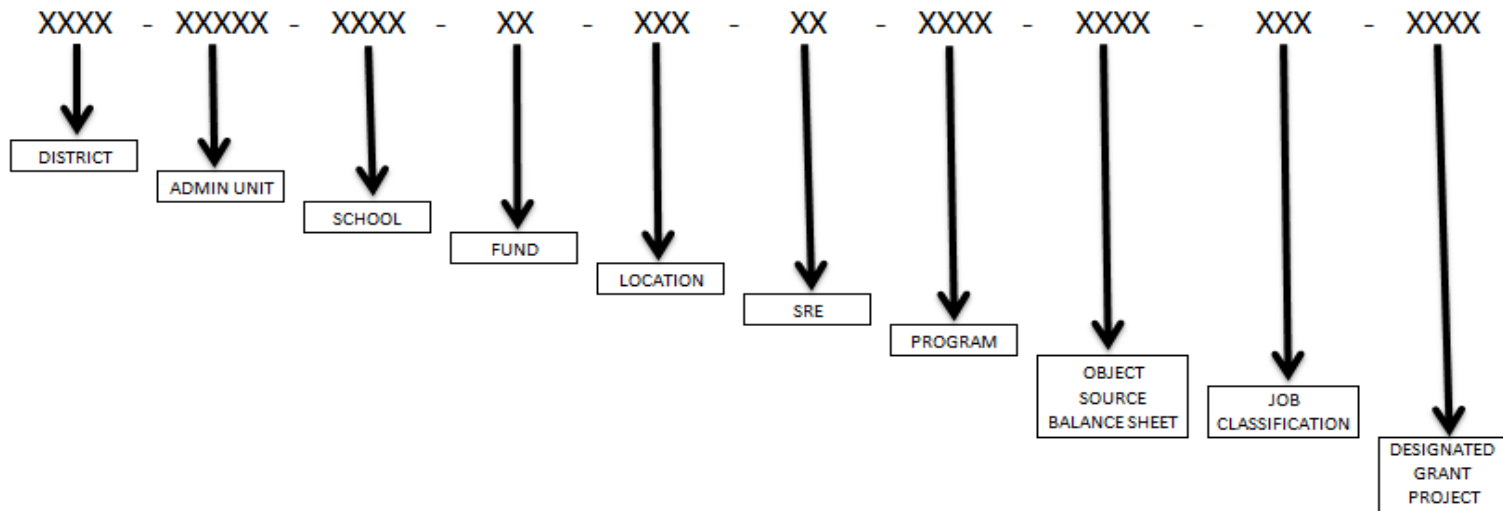 XXXX - XXXXX - XXXX - XX - XXX - XX - XXXX - XXXX - XXX - XXXX
DISTRICT
ADMIN UNIT
SCHOOL
FUND
LOCATION
SRE
PROGRAM
OBJECT
SOURCE
BALANCE SHEET
JOB
CLASSIFICATION
DESIGNATED
GRANT
PROJECT